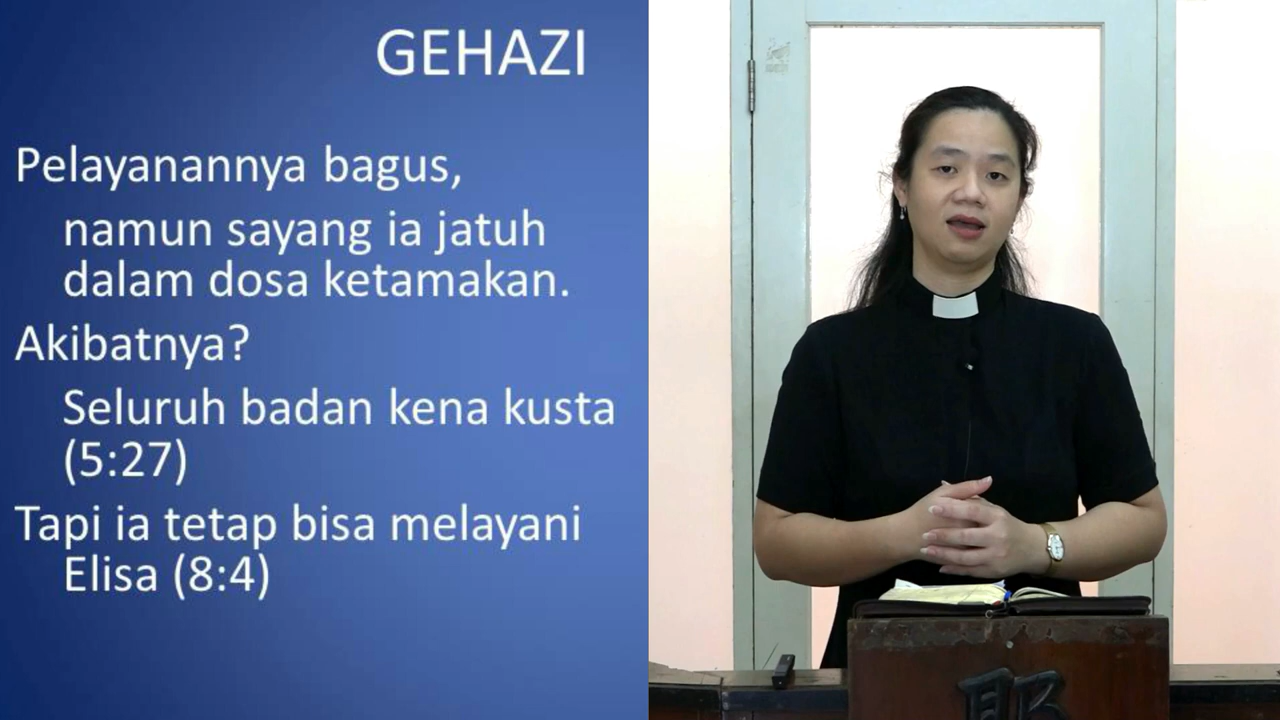 GEHAZI
Pelayanannya bagus,
namun sayang ia jatuh
dalam dosa ketamakan.
Akibatnya?
Seluruh badan kena kusta
(5:27)
Tapi ia tetap bisa melayani
Elisa (8:4)